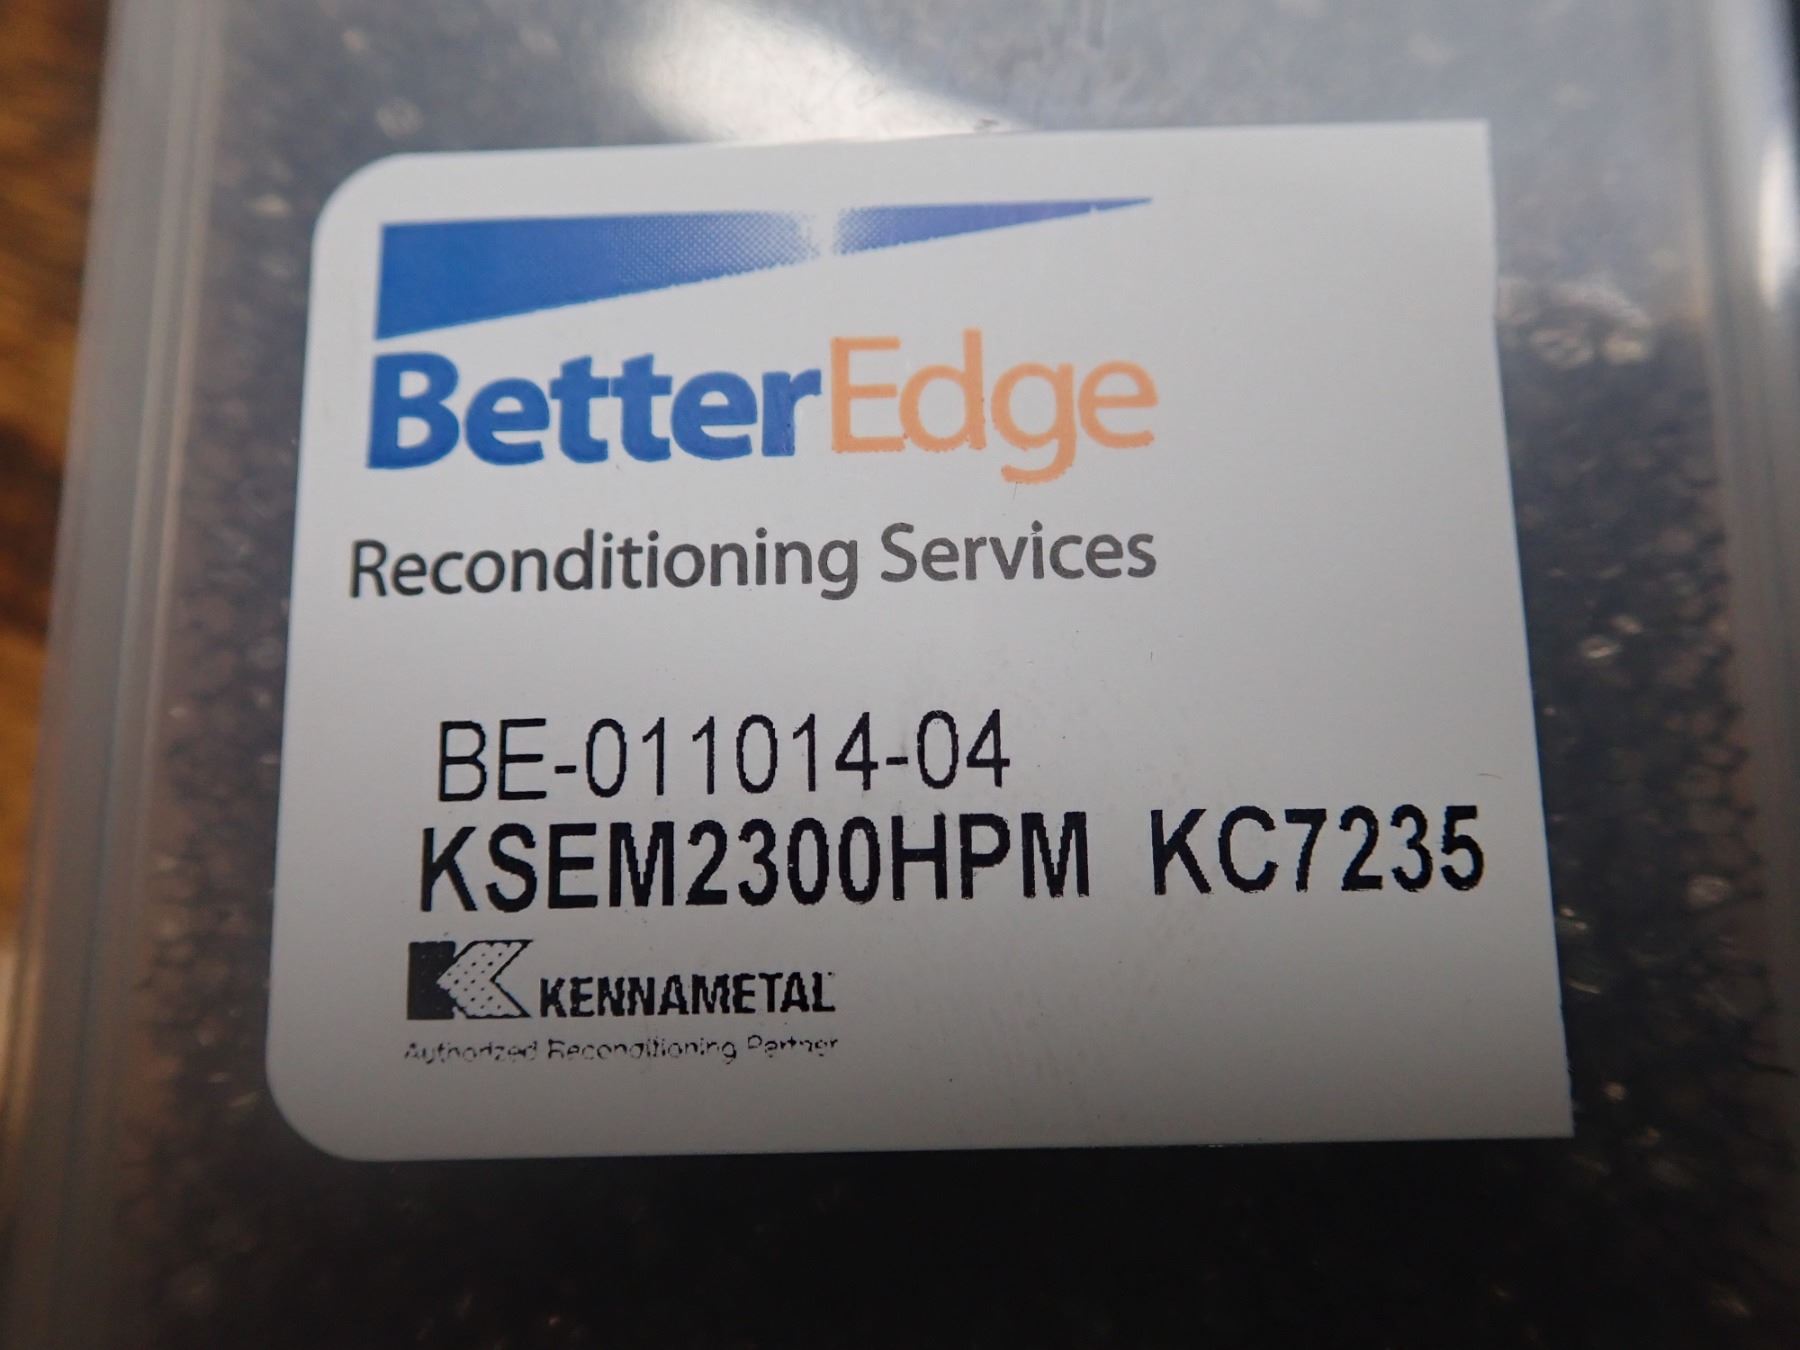 BetterEdge
Reconditioning Services
BE-011014-04
KSEM2300HPM KC7235
KENNAMETAL
Authorized Reconditioning Partner